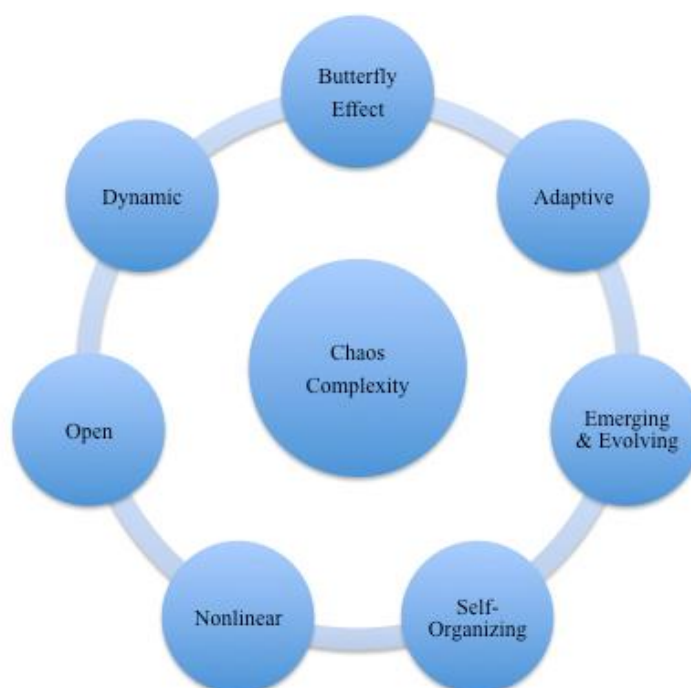 Butterfly
Effect
Dynamic
Adaptive
Chaos
Complexity
Open
Emerging
& Evolving
Nonlinear
Self-
Organizing